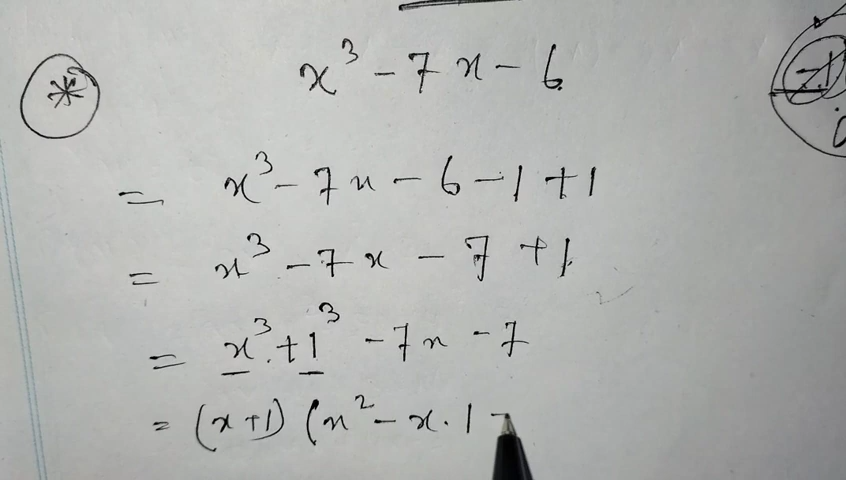 x³ - 7x - 6
*
= x³ - 7x - 6 - 1 + 1
= x³ - 7x - 7 + 1
= x³ + 1³ - 7x - 7
= (x+1) (x² - x . 1